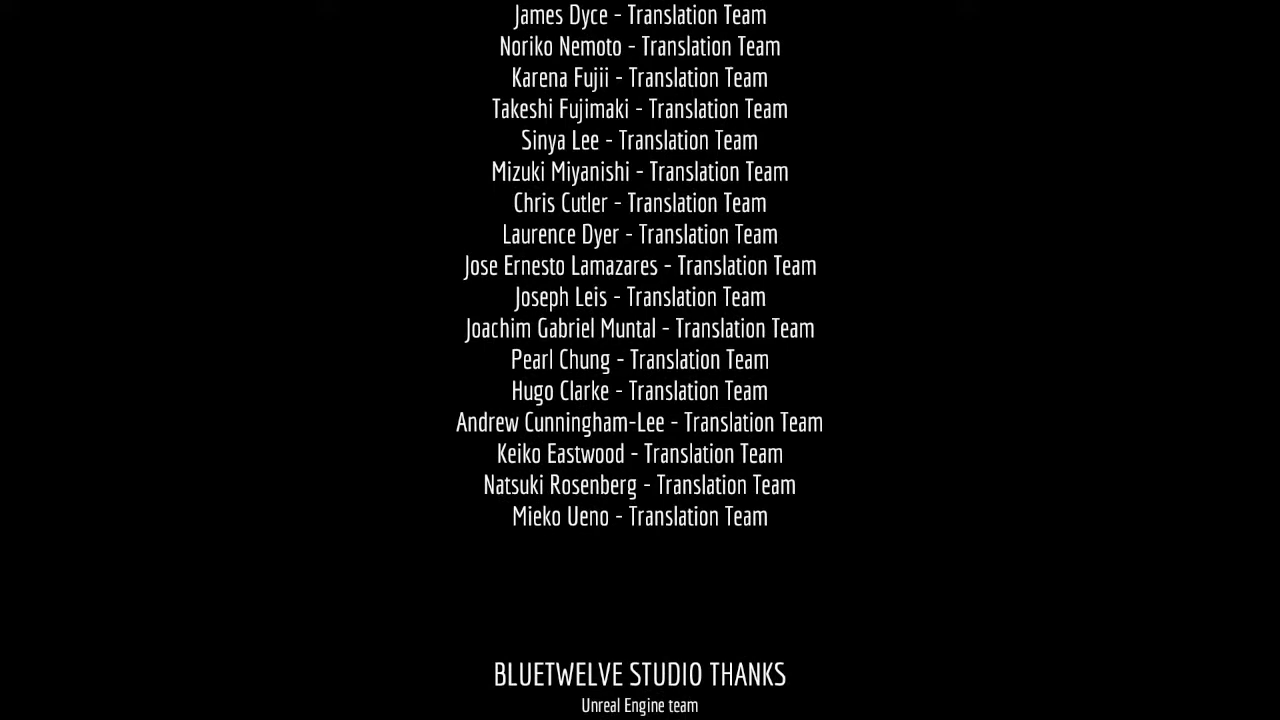 James Dyce - Translation Team
Noriko Nemoto - Translation Team
Karena Fujii - Translation Team
Takeshi Fujimaki - Translation Team
Sinya Lee - Translation Team
Mizuki Miyanishi - Translation Team
Chris Cutler - Translation Team
Laurence Dyer - Translation Team
Jose Ernesto Lamazares - Translation Team
Joseph Leis - Translation Team
Joachim Gabriel Muntal - Translation Team
Pearl Chung - Translation Team
Hugo Clarke - Translation Team
Andrew Cunningham-Lee - Translation Team
Keiko Eastwood - Translation Team
Natsuki Rosenberg - Translation Team
Mieko Ueno - Translation Team
BLUETWELVE STUDIO THANKS
Unreal Engine team